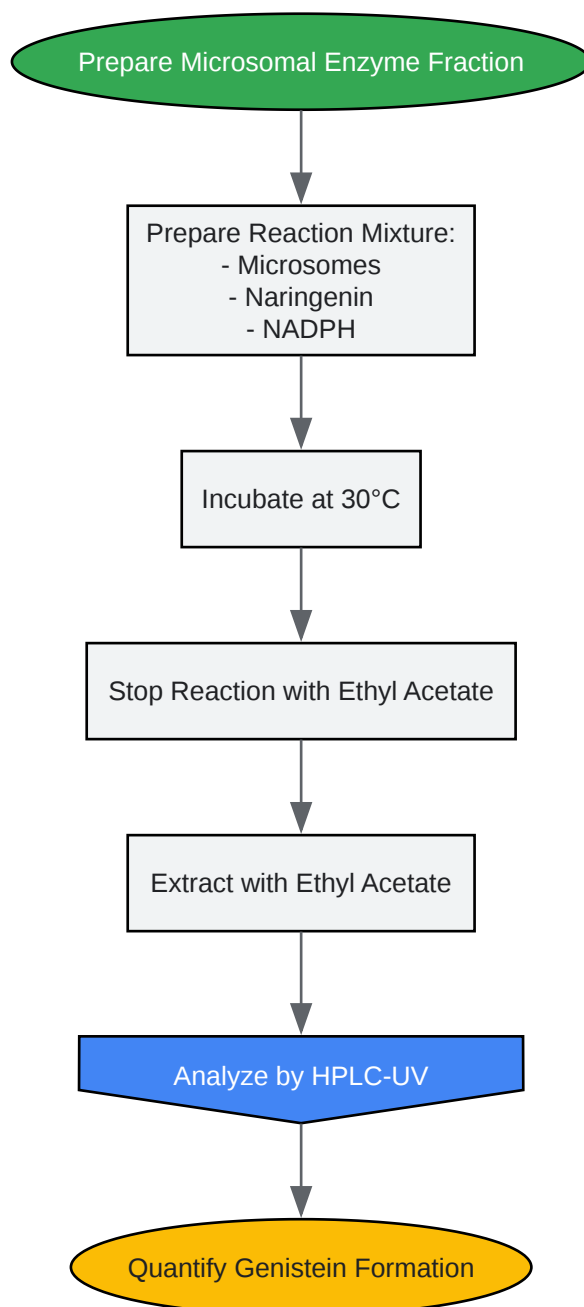 Prepare Microsomal Enzyme Fraction
Prepare Reaction Mixture:
- Microsomes
- Naringenin
- NADPH
Incubate at 30°C
Stop Reaction with Ethyl Acetate
Extract with Ethyl Acetate
Analyze by HPLC-UV
Quantify Genistein Formation